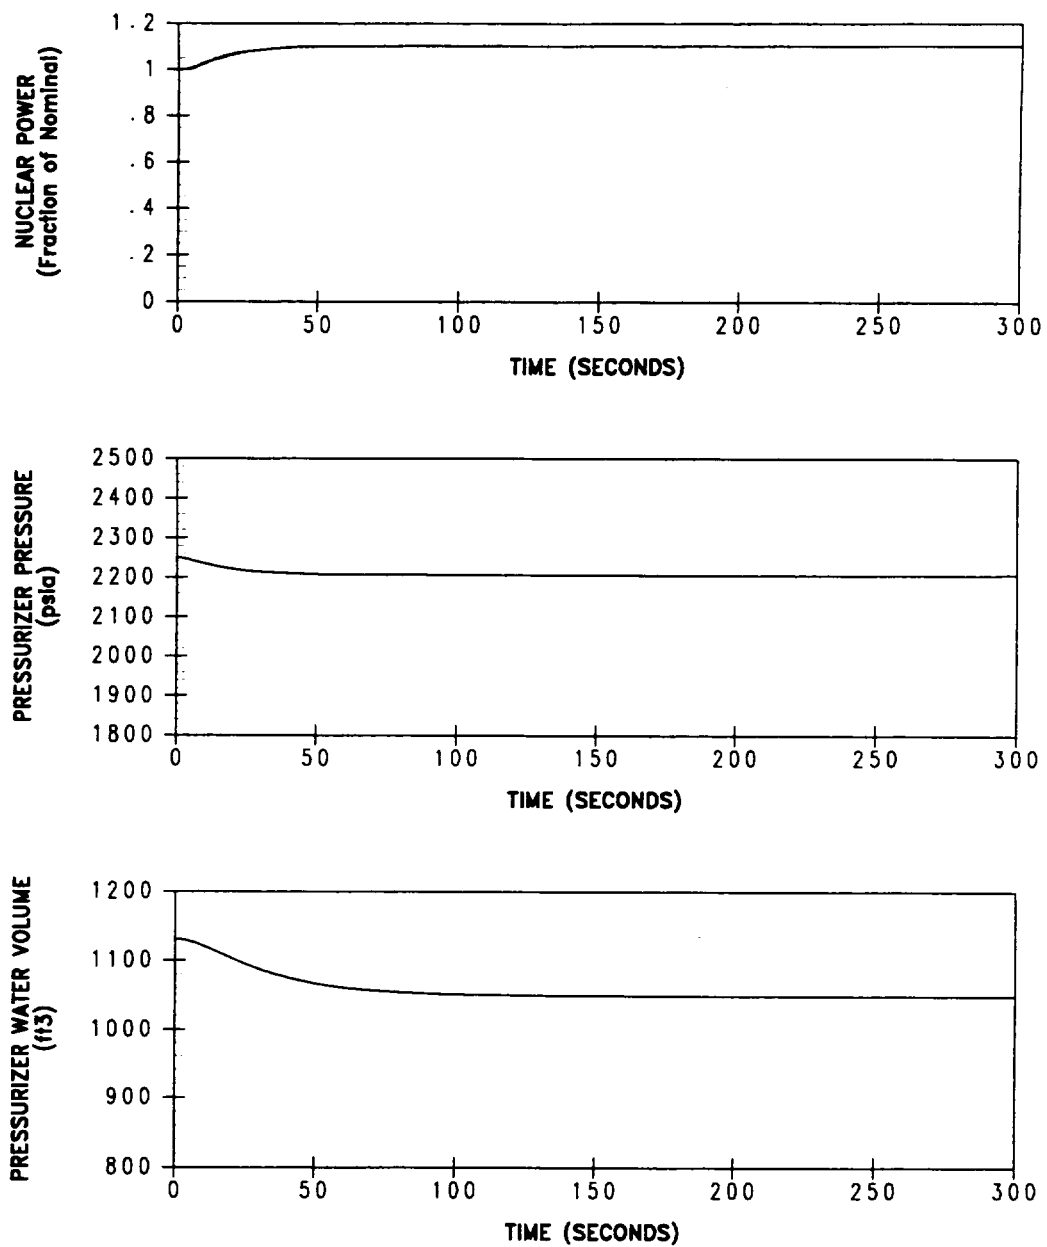 NUCLEAR POWER
(Fraction of Nominal)
1.2
1
.8
.6
.4
.2
0
0 50 100 150 200 250 300
TIME (SECONDS)
PRESSURIZER PRESSURE
(psia)
2500
2400
2300
2200
2100
2000
1900
1800
0 50 100 150 200 250 300
TIME (SECONDS)
PRESSURIZER WATER VOLUME
(ft3)
1200
1100
1000
900
800
0 50 100 150 200 250 300
TIME (SECONDS)